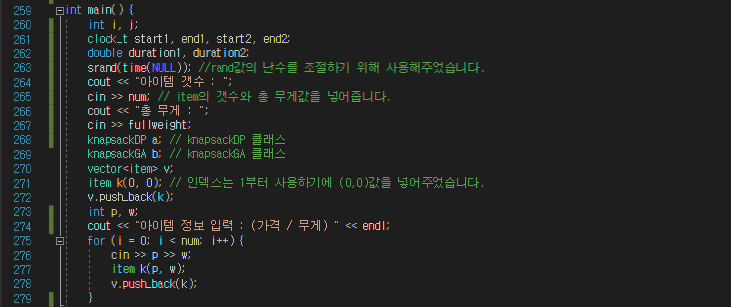 259 int main() {
260 int i, j;
261 clock_t start1, end1, start2, end2;
262 double duration1, duration2;
263 srand(time(NULL)); //rand값의 난수를 조절하기 위해 사용해주었습니다.
264 cout << "아이템 갯수 : ";
265 cin >> num; // item의 갯수와 총 무게값을 넣어줍니다.
266 cout << "총 무게 : ";
267 cin >> fullweight;
268 knapsackDP a; // knapsackDP 클래스
269 knapsackGA b; // knapsackGA 클래스
270 vector<item> v;
271 item k(0, 0); // 인덱스는 1부터 사용하기에 (0,0)값을 넣어주었습니다.
272 v.push_back(k);
273 int p, w;
274 cout << "아이템 정보 입력 : (가격 / 무게) " << endl;
275 for (i = 0; i < num; i++) {
276 cin >> p >> w;
277 item k(p, w);
278 v.push_back(k);
279 }